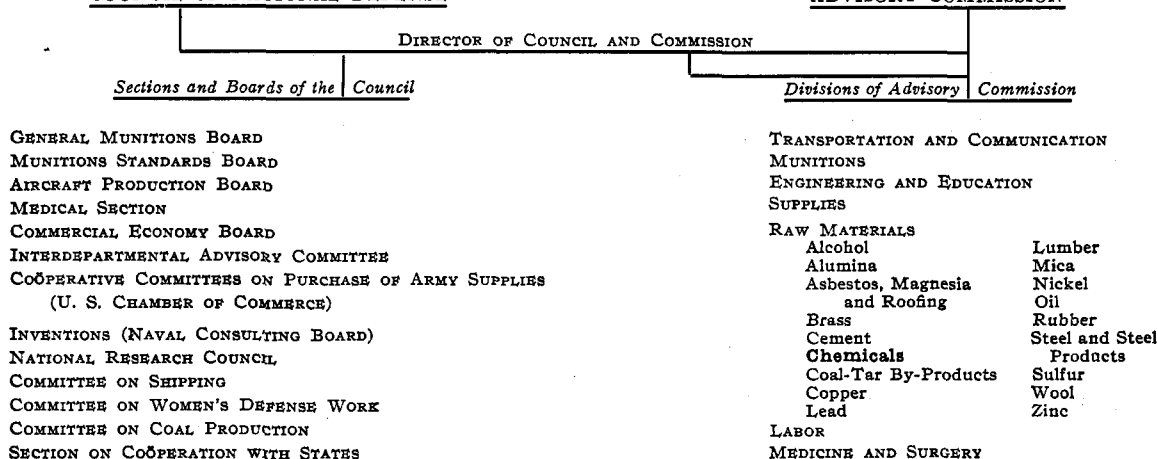 ADVISORY COMMISSION
DIRECTOR OF COUNCIL AND COMMISSION
Sections and Boards of the Council
Divisions of Advisory Commission
GENERAL MUNITIONS BOARD
MUNITIONS STANDARDS BOARD
AIRCRAFT PRODUCTION BOARD
MEDICAL SECTION
COMMERCIAL ECONOMY BOARD
INTERDEPARTMENTAL ADVISORY COMMITTEE
COÖPERATIVE COMMITTEES ON PURCHASE OF ARMY SUPPLIES
(U. S. CHAMBER OF COMMERCE)
INVENTIONS (NAVAL CONSULTING BOARD)
NATIONAL RESEARCH COUNCIL
COMMITTEE ON SHIPPING
COMMITTEE ON WOMEN'S DEFENSE WORK
COMMITTEE ON COAL PRODUCTION
SECTION ON COÖPERATION WITH STATES
TRANSPORTATION AND COMMUNICATION
MUNITIONS
ENGINEERING AND EDUCATION
SUPPLIES
RAW MATERIALS
Alcohol
Alumina
Asbestos, Magnesia
and Roofing
Brass
Cement
Chemicals
Coal-Tar By-Products
Copper
Lead
Lumber
Mica
Nickel
Oil
Rubber
Steel and Steel
Products
Sulfur
Wool
Zinc
LABOR
MEDICINE AND SURGERY